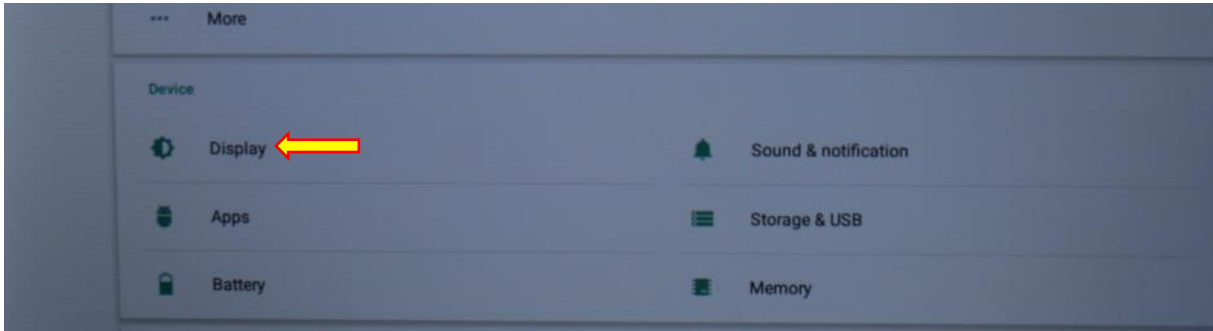 More
Device
Display
Sound & notification
Apps
Storage & USB
Battery
Memory